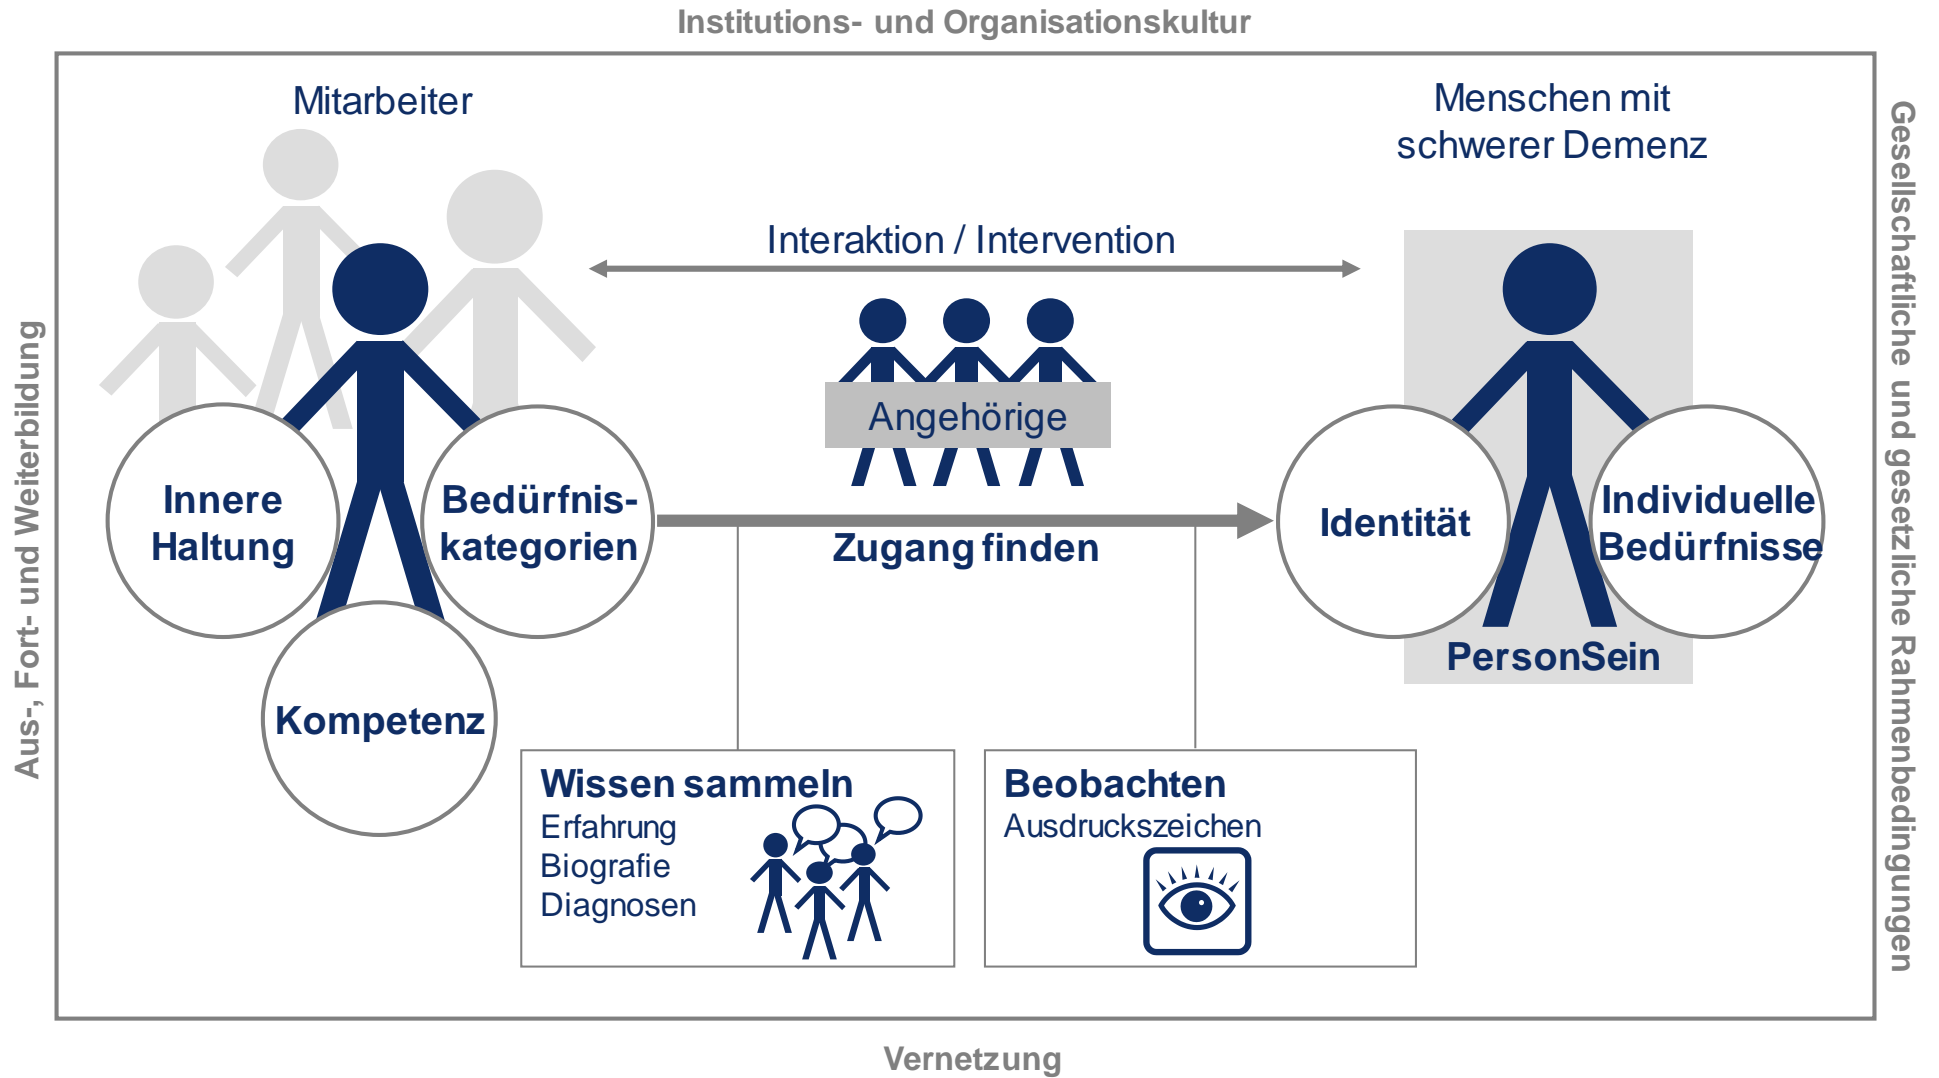 Institutions- und Organisationskultur
Mitarbeiter
Menschen mit
schwerer Demenz
Interaktion / Intervention
Angehörige
Innere
Haltung
Bedürfnis-
kategorien
Kompetenz
Zugang finden
Identität
Individuelle
Bedürfnisse
PersonSein
Wissen sammeln
Erfahrung
Biografie
Diagnosen
Beobachten
Ausdruckszeichen
Aus-, Fort- und Weiterbildung
Gesellschaftliche und gesetzliche Rahmenbedingungen
Vernetzung